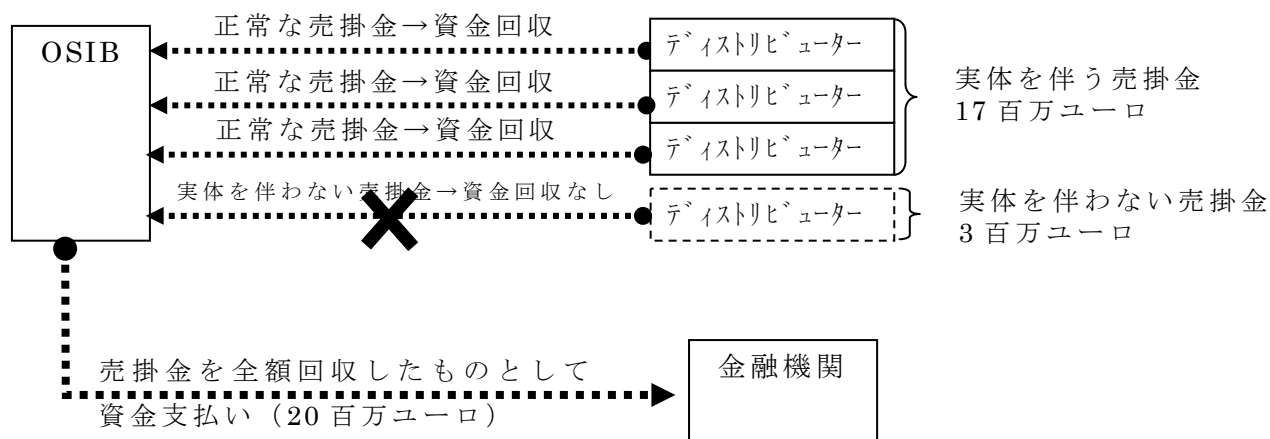 正常な売掛金→資金回収
OSIB
ディストリビューター
正常な売掛金→資金回収
ディストリビューター
実体を伴う売掛金
17百万ユーロ
正常な売掛金→資金回収
ディストリビューター
実体を伴わない売掛金→資金回収なし
ディストリビューター
実体を伴わない売掛金
3百万ユーロ
売掛金を全額回収したものとして
資金支払い（20百万ユーロ）
金融機関